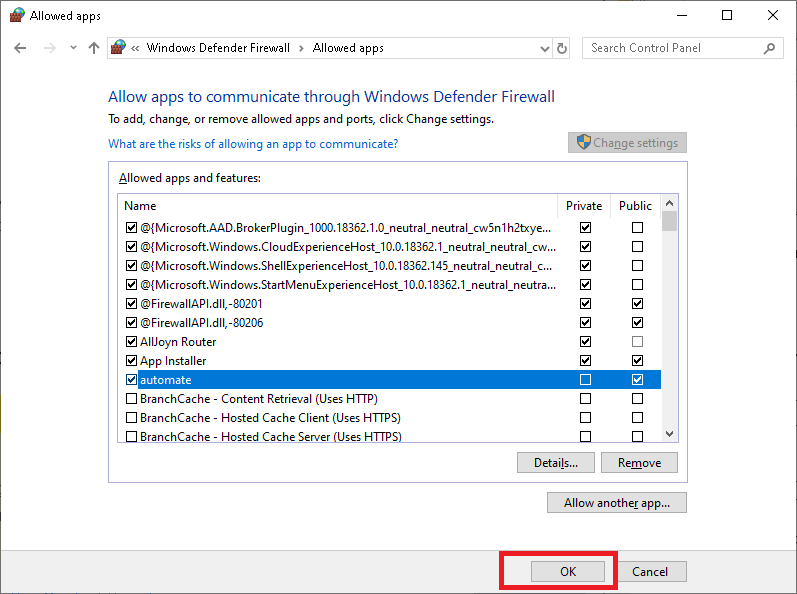 Allowed apps
« Windows Defender Firewall > Allowed apps
Search Control Panel
Allow apps to communicate through Windows Defender Firewall
To add, change, or remove allowed apps and ports, click Change settings.
What are the risks of allowing an app to communicate?
Change settings
Allowed apps and features:
Name Private Public
@{Microsoft.AAD.BrokerPlugin_1000.18362.1.0_neutral_neutral_cw5n1h2txye...
@{Microsoft.Windows.CloudExperienceHost_10.0.18362.1_neutral_neutral_cw...
@{Microsoft.Windows.ShellExperienceHost_10.0.18362.145_neutral_neutral_c...
@{Microsoft.Windows.StartMenuExperienceHost_10.0.18362.1_neutral_neutra...
@FirewallAPI.dll,-80201
@FirewallAPI.dll,-80206
AllJoyn Router
App Installer
automate
BranchCache - Content Retrieval (Uses HTTP)
BranchCache - Hosted Cache Client (Uses HTTPS)
BranchCache - Hosted Cache Server (Uses HTTPS)
Details... Remove
Allow another app...
OK Cancel